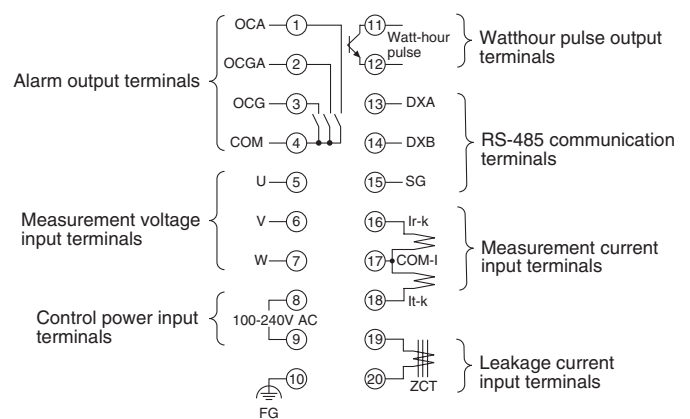 Alarm output terminals
OCA 1
OCGA 2
OCG 3
COM 4
Measurement voltage
input terminals
U 5
V 6
W 7
Control power input
terminals
8
100-240V AC
9
10
FG
11
Watt-hour
pulse
12
Watthour pulse output
terminals
13 DXA
14 DXB
15 SG
RS-485 communication
terminals
16 Ir-k
17 COM-I
18 It-k
Measurement current
input terminals
19
20 ZCT
Leakage current
input terminals